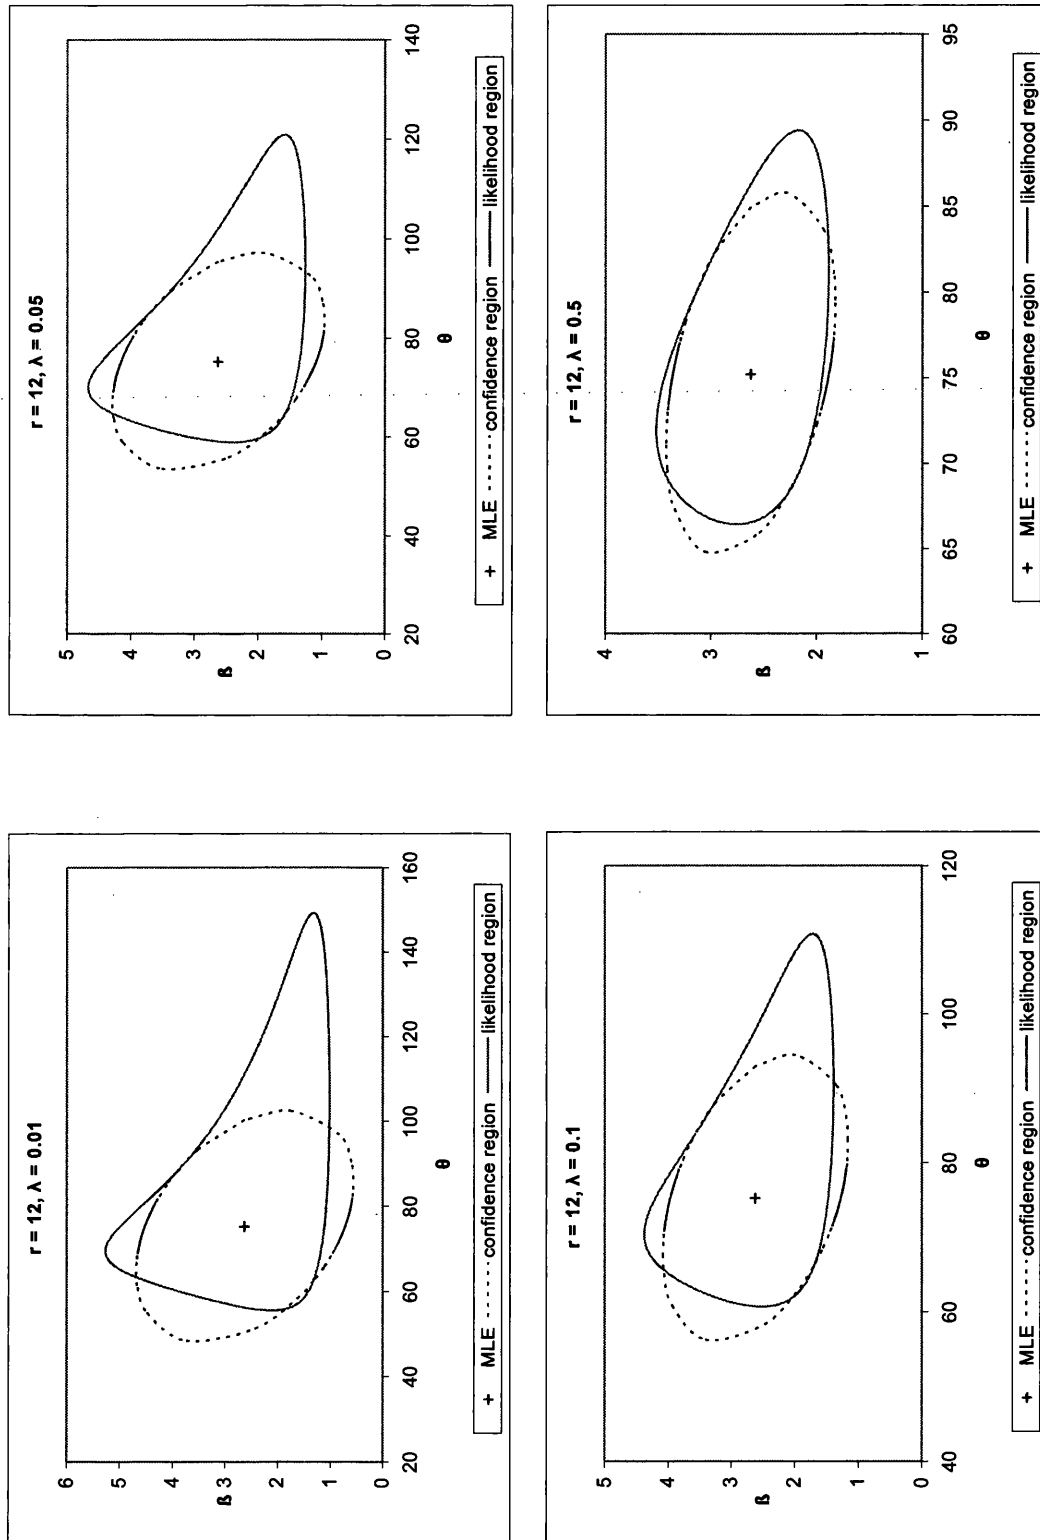 r = 12, λ = 0.01
6
5
4
3
2
1
0
ß
20 40 60 80 100 120 140 160
θ
+ MLE ------ confidence region —— likelihood region
r = 12, λ = 0.05
5
4
3
2
1
0
ß
20 40 60 80 100 120 140
θ
+ MLE ------ confidence region —— likelihood region
r = 12, λ = 0.1
5
4
3
2
1
0
ß
40 60 80 100 120
θ
+ MLE ------ confidence region —— likelihood region
r = 12, λ = 0.5
4
3
2
1
ß
60 65 70 75 80 85 90 95
θ
+ MLE ------ confidence region —— likelihood region